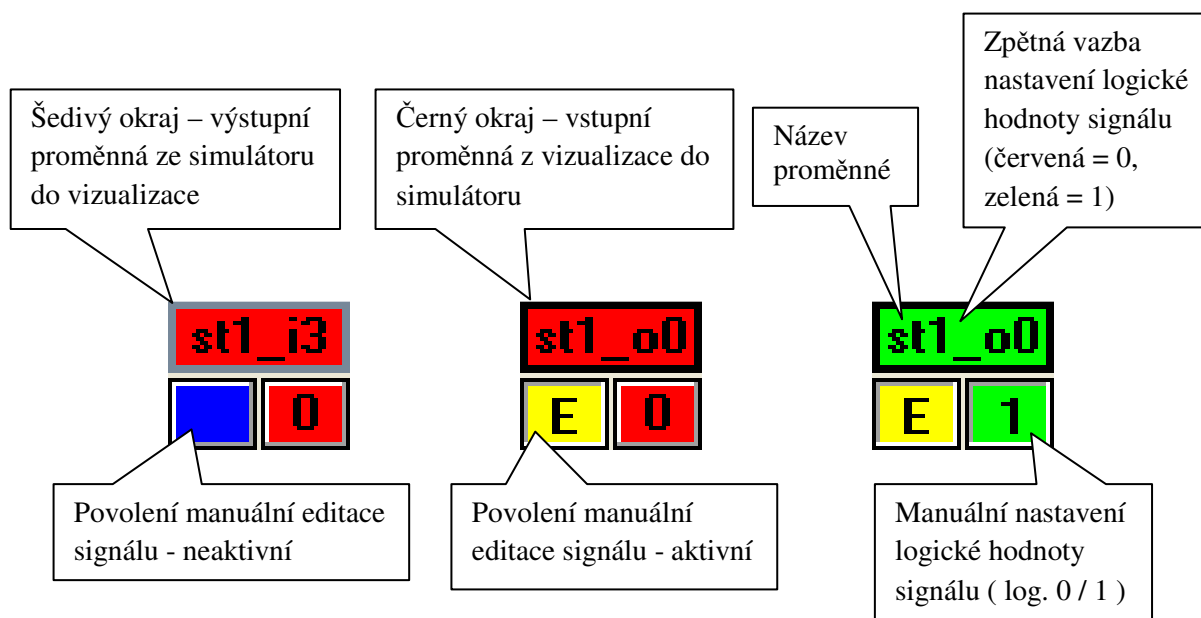 Šedivý okraj – výstupní
proměnná ze simulátoru
do vizualizace
Černý okraj – vstupní
proměnná z vizualizace do
simulátoru
Název
proměnné
Zpětná vazba
nastavení logické
hodnoty signálu
(červená = 0,
zelená = 1)
st1_i3
0
st1_o0
E
0
st1_o0
E
1
Povolení manuální editace
signálu - neaktivní
Povolení manuální
editace signálu - aktivní
Manuální nastavení
logické hodnoty
signálu ( log. 0 / 1 )